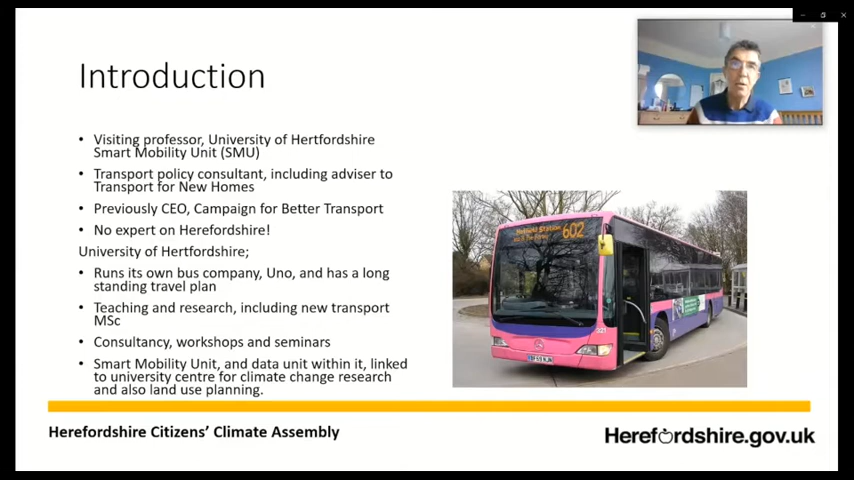 Introduction
• Visiting professor, University of Hertfordshire
Smart Mobility Unit (SMU)
• Transport policy consultant, including adviser to
Transport for New Homes
• Previously CEO, Campaign for Better Transport
• No expert on Herefordshire!
University of Hertfordshire;
• Runs its own bus company, Uno, and has a long
standing travel plan
• Teaching and research, including new transport
MSc
• Consultancy, workshops and seminars
• Smart Mobility Unit, and data unit within it, linked
to university centre for climate change research
and also land use planning.
602
Herefordshire Citizens' Climate Assembly
Herefordshire.gov.uk